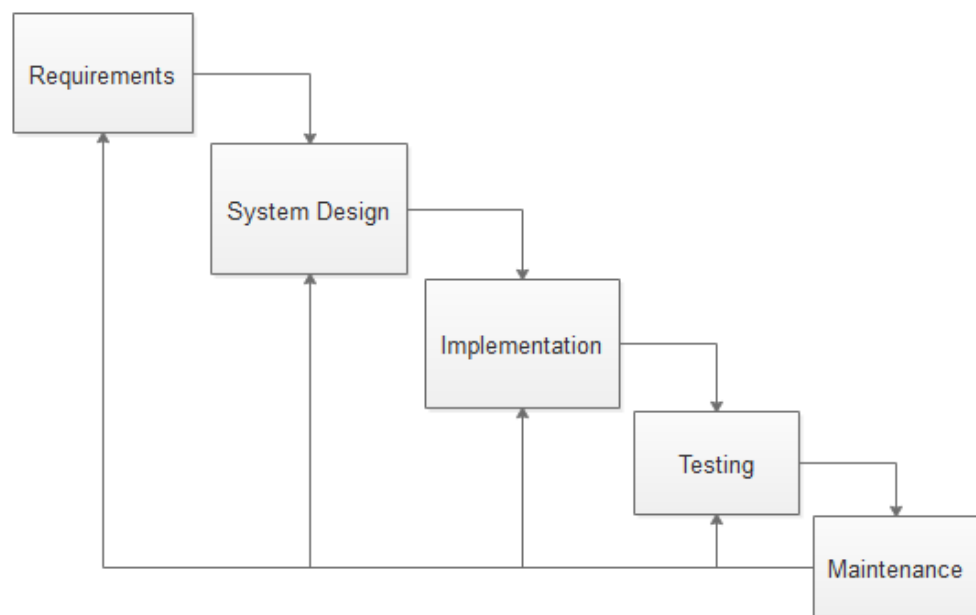 Requirements
System Design
Implementation
Testing
Maintenance